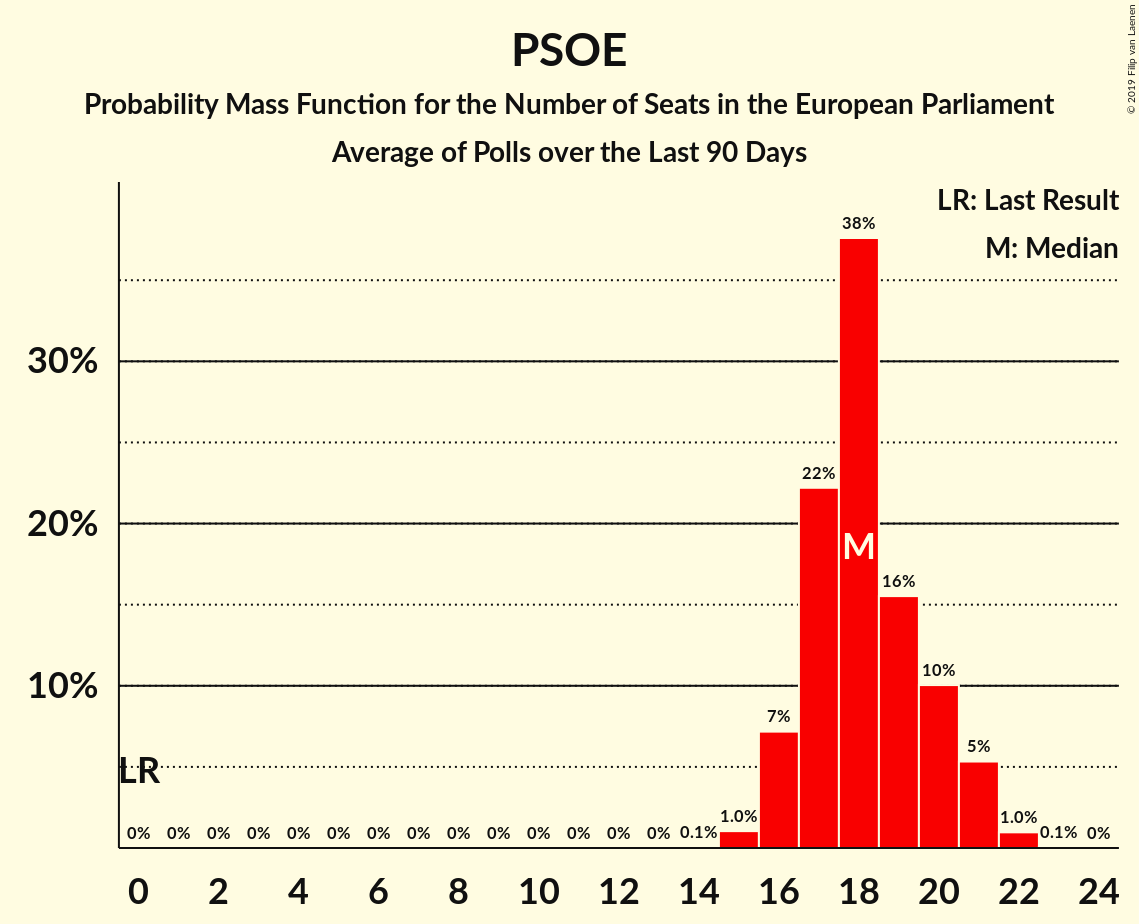 PSOE
Probability Mass Function for the Number of Seats in the European Parliament
Average of Polls over the Last 90 Days
© 2019 Filip van Laenen
LR: Last Result
M: Median
38%
30%
22%
20%
M
16%
10%
10%
7%
5%
LR
0% 0% 0% 0% 0% 0% 0% 0% 0% 0% 0% 0% 0% 0% 0.1% 1.0% 1.0% 0.1% 0%
0 2 4 6 8 10 12 14 16 18 20 22 24